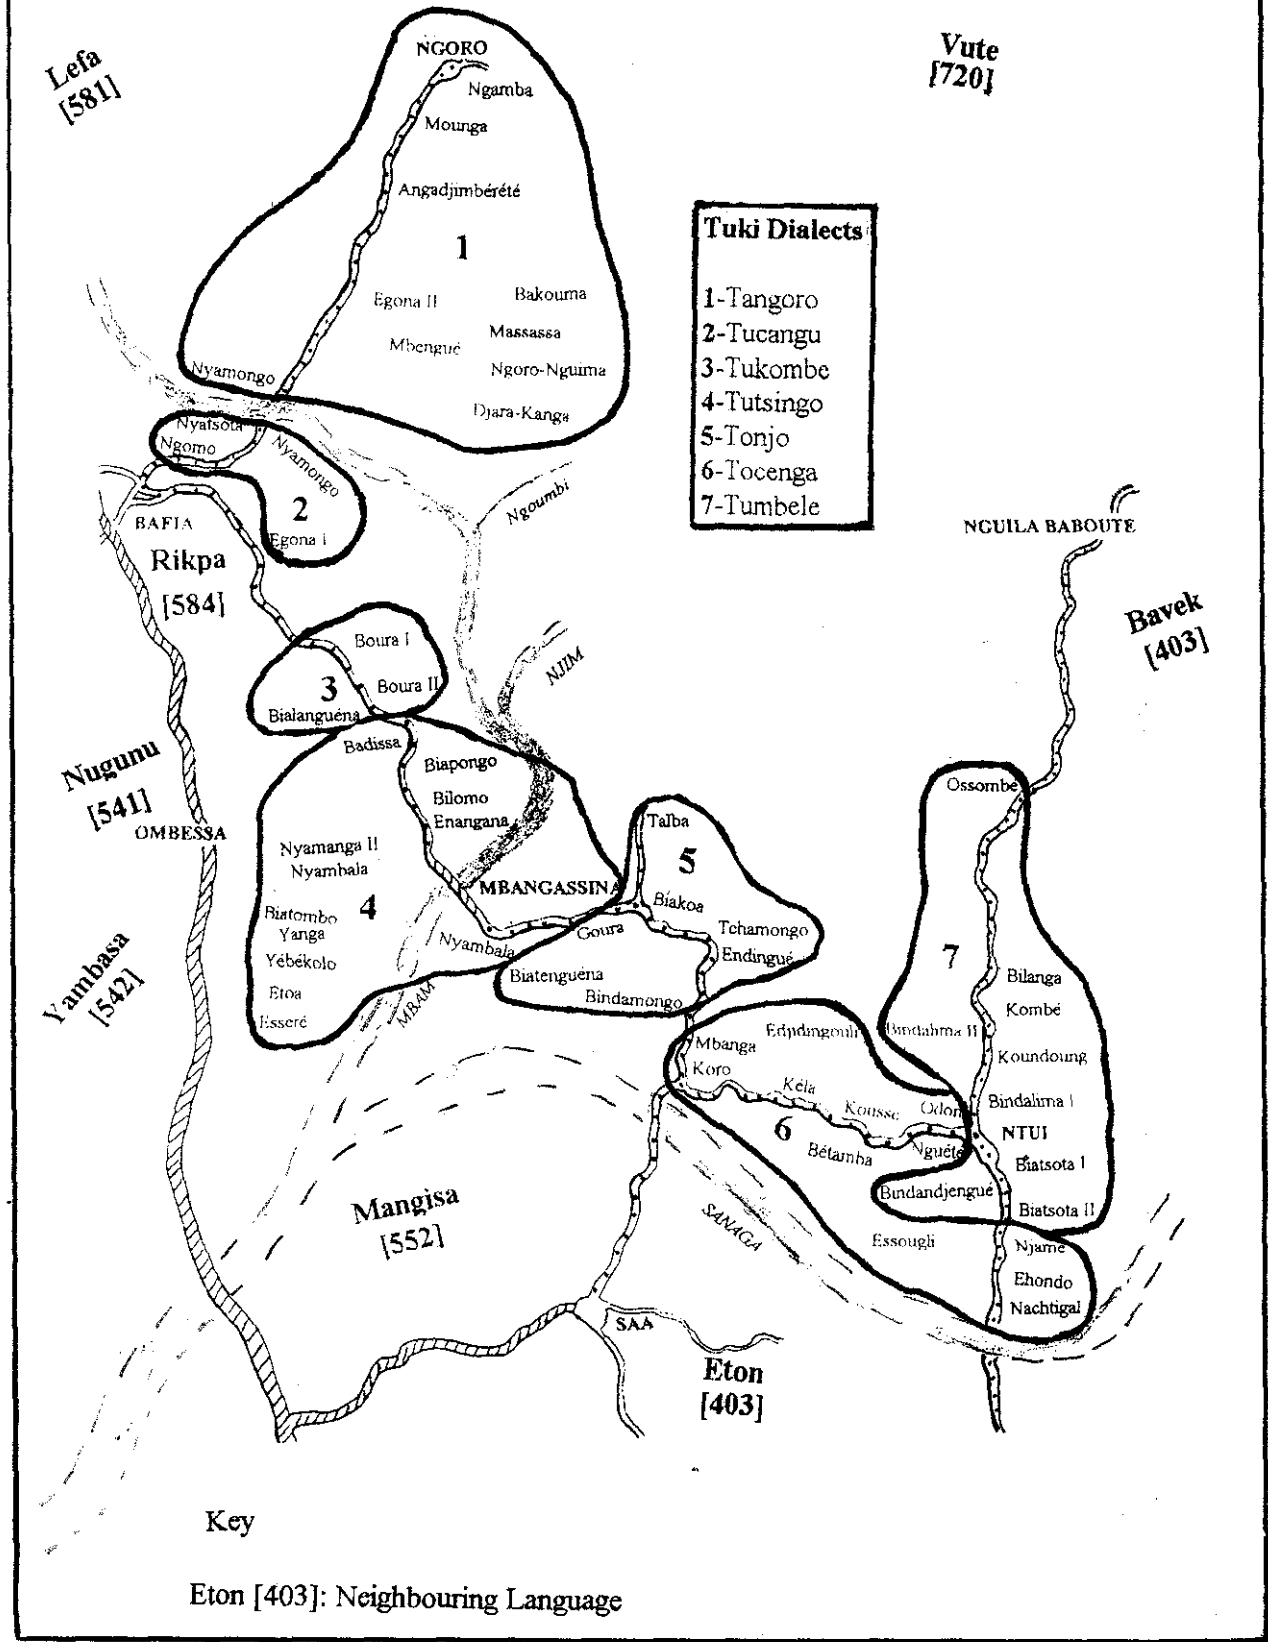 Lefa
[581]
Vute
[720]
NGORO
Ngamba
Mounga
Angadjimbérété
1
Egona II
Bakouma
Massassa
Mbengué
Ngoro-Nguima
Nyamongo
Djara-Kanga
Tuki Dialects
1-Tangoro
2-Tucangu
3-Tukombe
4-Tutsingo
5-Tonjo
6-Tocenga
7-Tumbele
Nyatsota
Ngomo
Nyamongo
2
Egona I
Ngoumbi
BAFIA
Rikpa
[584]
NGUILA BABOUTE
Bavek
[403]
Boura I
3
Boura II
Bialanguéna
NJIM
Nugunu
[541]
OMBESSA
Badissa
Biapongo
Bilomo
Enangana
Nyamanga II
Nyambala
MBANGASSINA
4
Biatombo
Yanga
Yébékolo
Nyambala
Etoa
Esseré
MBAM
Talba
5
Biakoa
Goura
Tchamongo
Endingué
Biatenguéna
Bindamongo
Ossombé
7
Bilanga
Kombé
Bindalima II
Koundoung
Bindalima I
NTUI
Biatsota I
Biatsota II
Yambasa
[542]
Mbanga
Koro
Kéla
Kousse
Odon
6
Bétamba
Nguété
Bindandjengué
Essougli
Njame
Ehondo
Nachtigal
SANAGA
Mangisa
[552]
SAA
Eton
[403]
Key
Eton [403]: Neighbouring Language